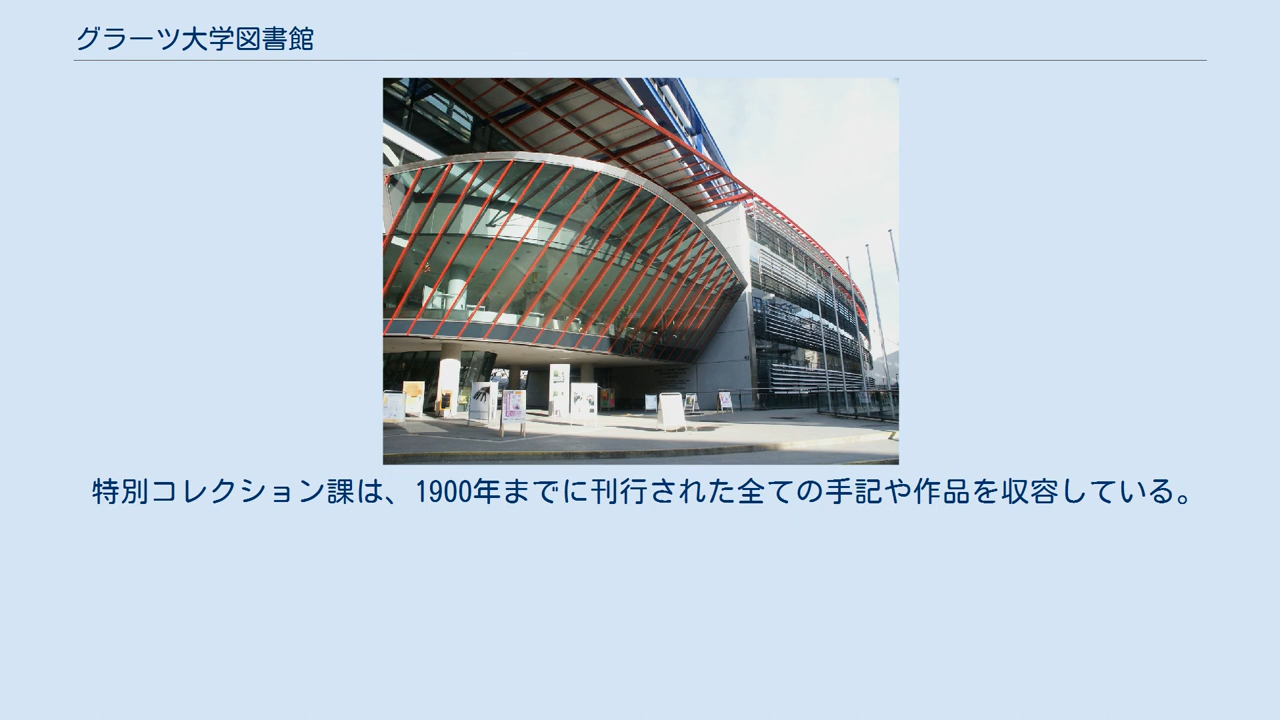 グラーツ大学図書館
特別コレクション課は、1900年までに刊行された全ての手記や作品を収容している。